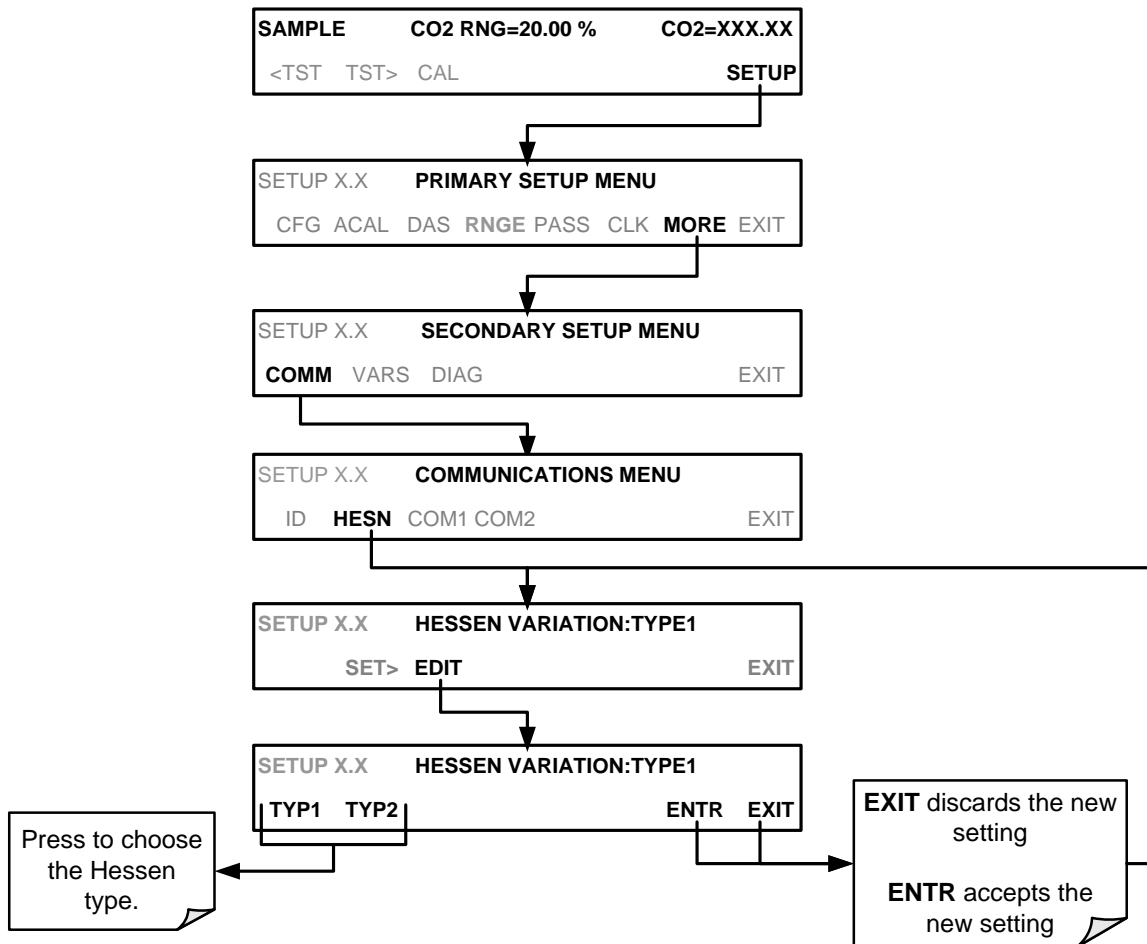 SAMPLE CO2 RNG=20.00 % CO2=XXX.XX
<TST TST> CAL SETUP
SETUP X.X PRIMARY SETUP MENU
CFG ACAL DAS RNGE PASS CLK MORE EXIT
SETUP X.X SECONDARY SETUP MENU
COMM VARS DIAG EXIT
SETUP X.X COMMUNICATIONS MENU
ID HESN COM1 COM2 EXIT
SETUP X.X HESSEN VARIATION:TYPE1
SET> EDIT EXIT
SETUP X.X HESSEN VARIATION:TYPE1
TYP1 TYP2 ENTR EXIT
Press to choose
the Hessen
type.
EXIT discards the new
setting
ENTR accepts the
new setting